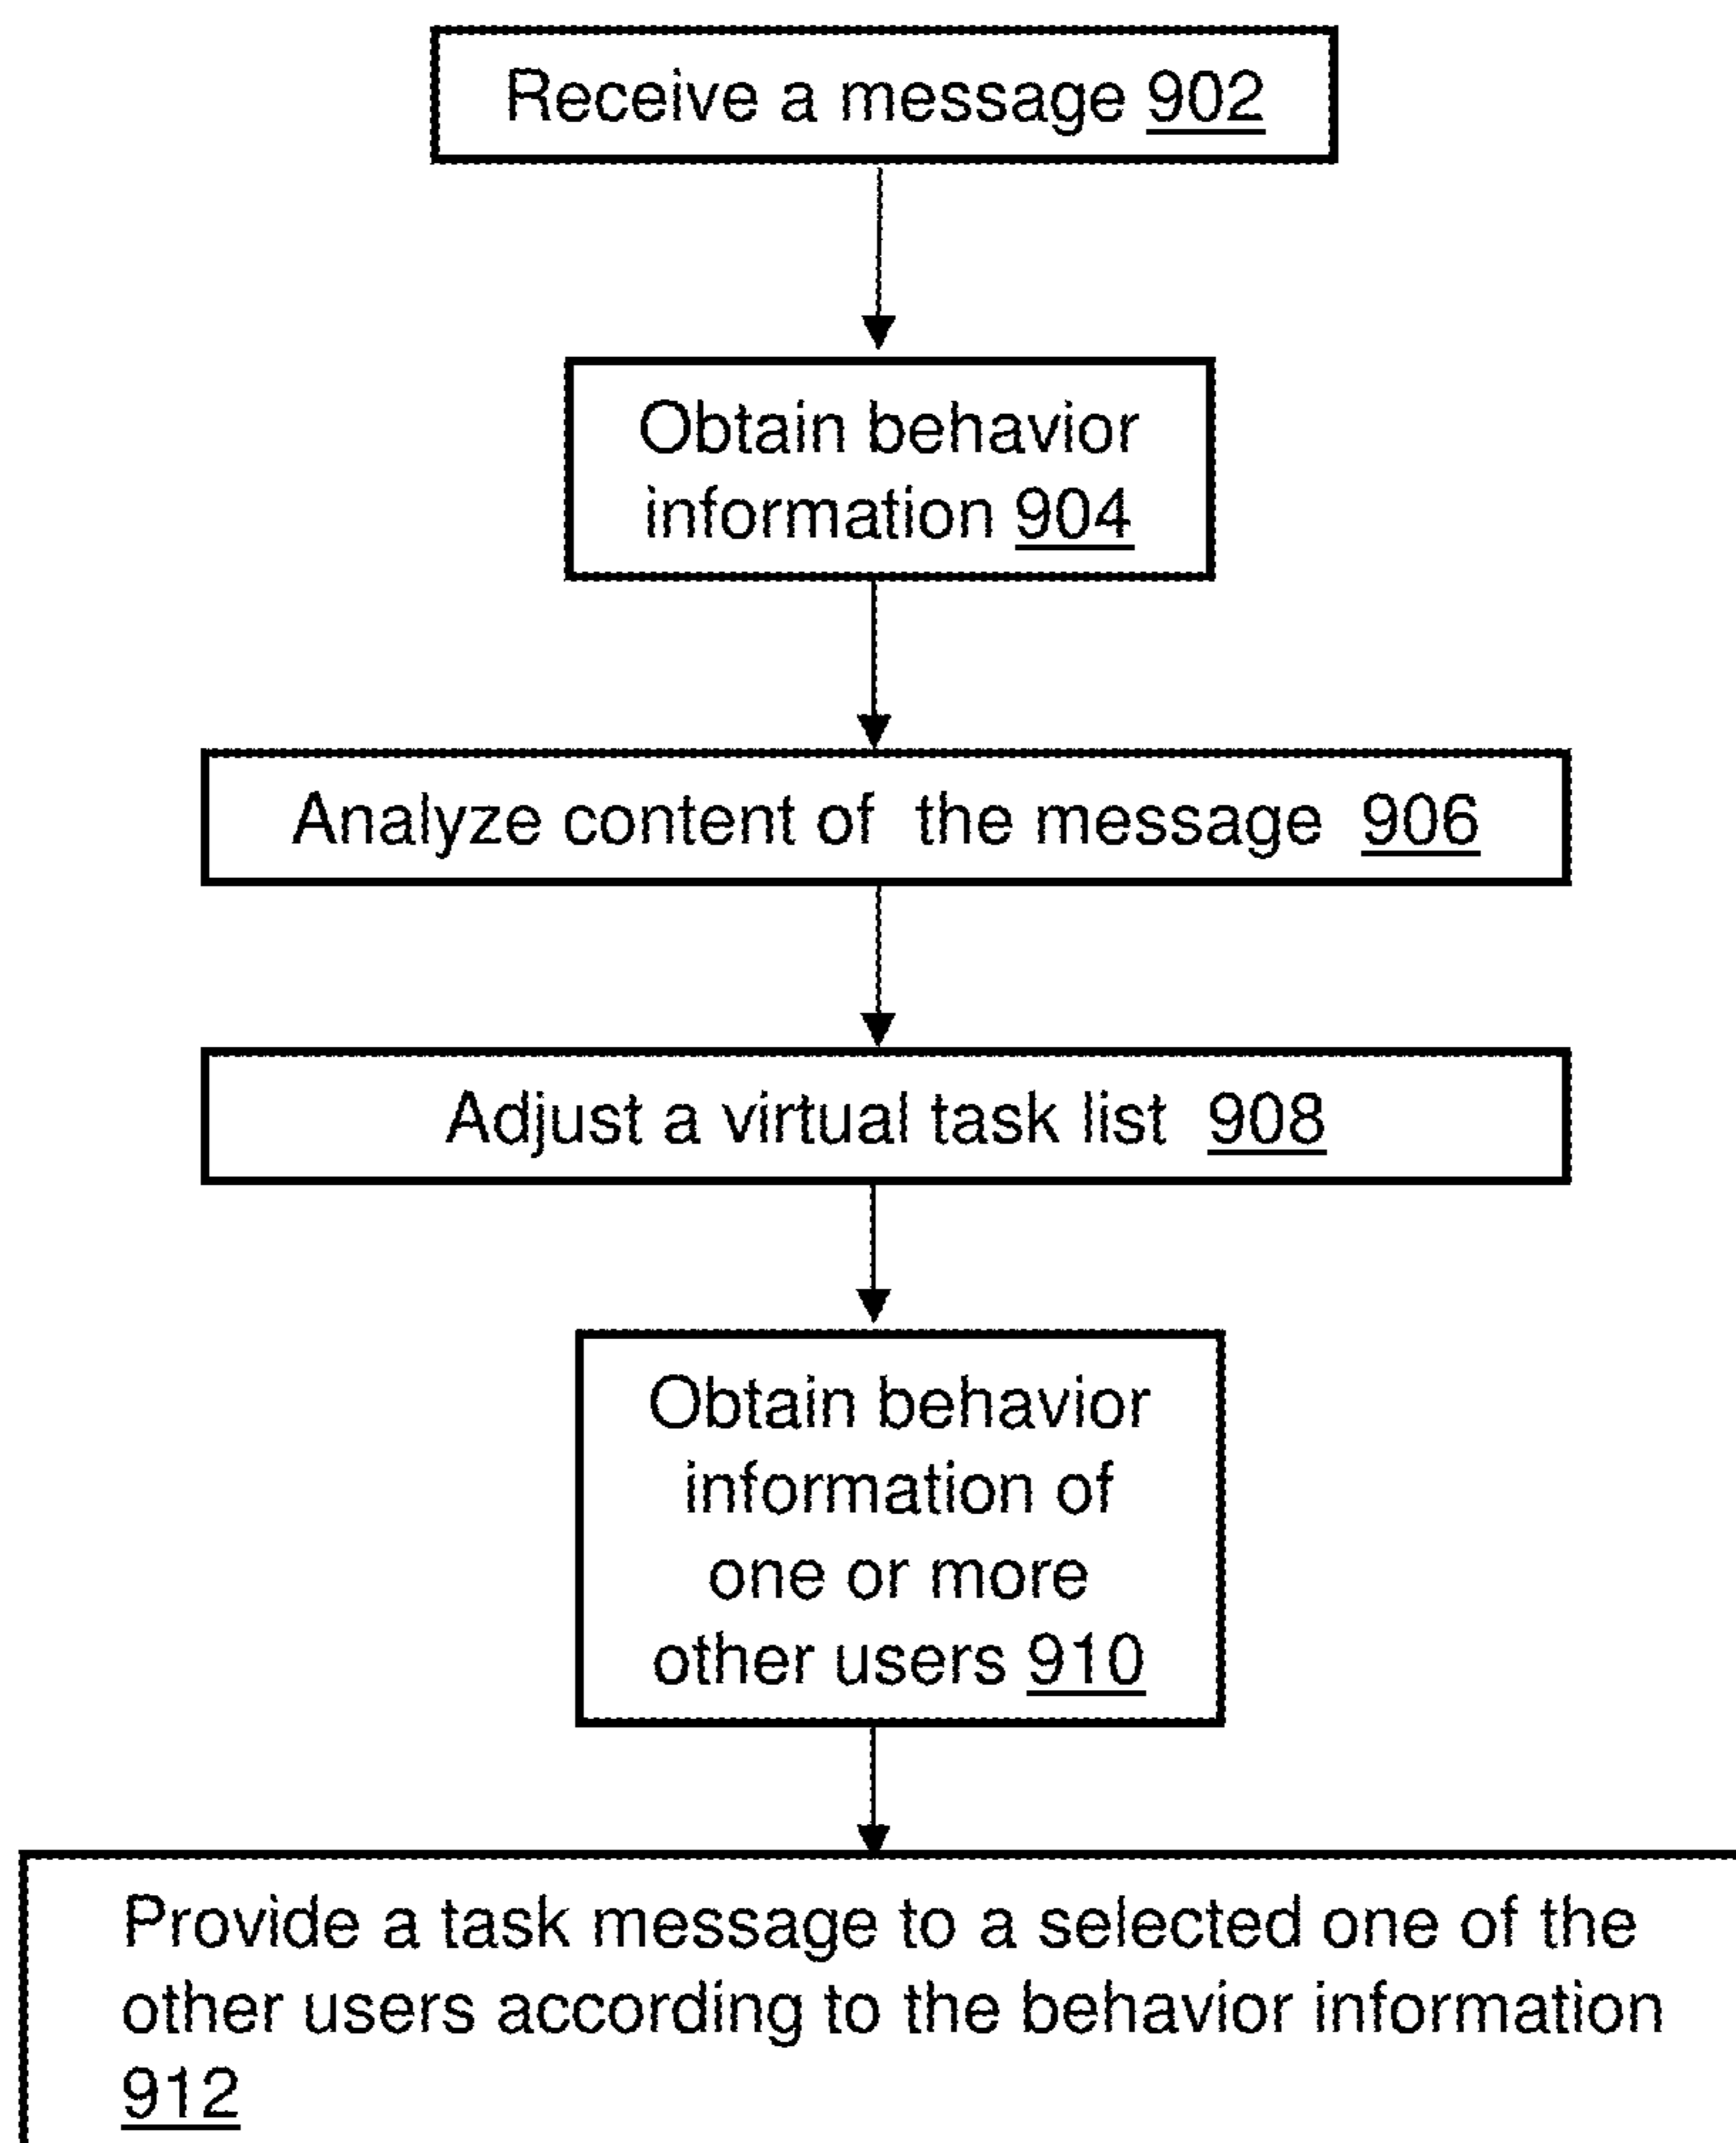 Receive a message 902
Obtain behavior
information 904
Analyze content of the message 906
Adjust a virtual task list 908
Obtain behavior
information of
one or more
other users 910
Provide a task message to a selected one of the
other users according to the behavior information
912